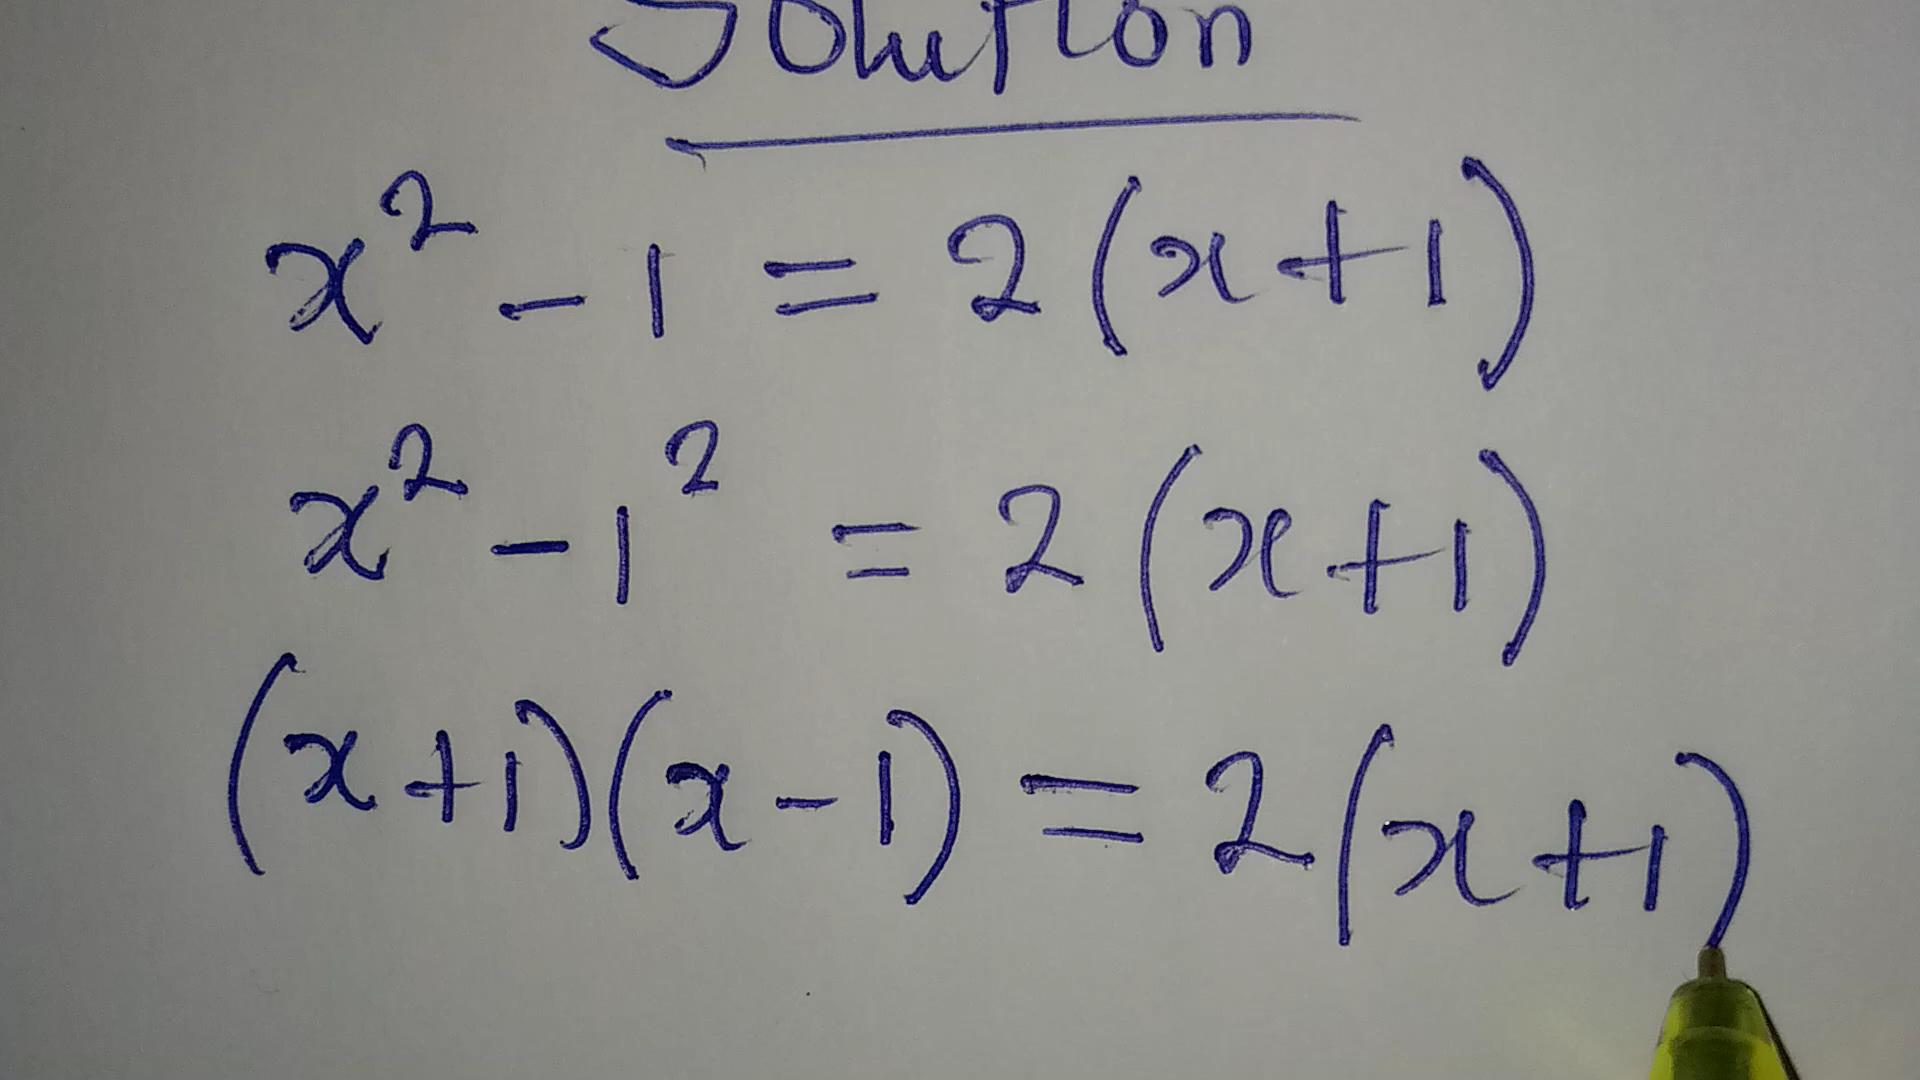 Solution
x² - 1 = 2(x+1)
x² - 1² = 2(x+1)
(x+1)(x-1) = 2(x+1)